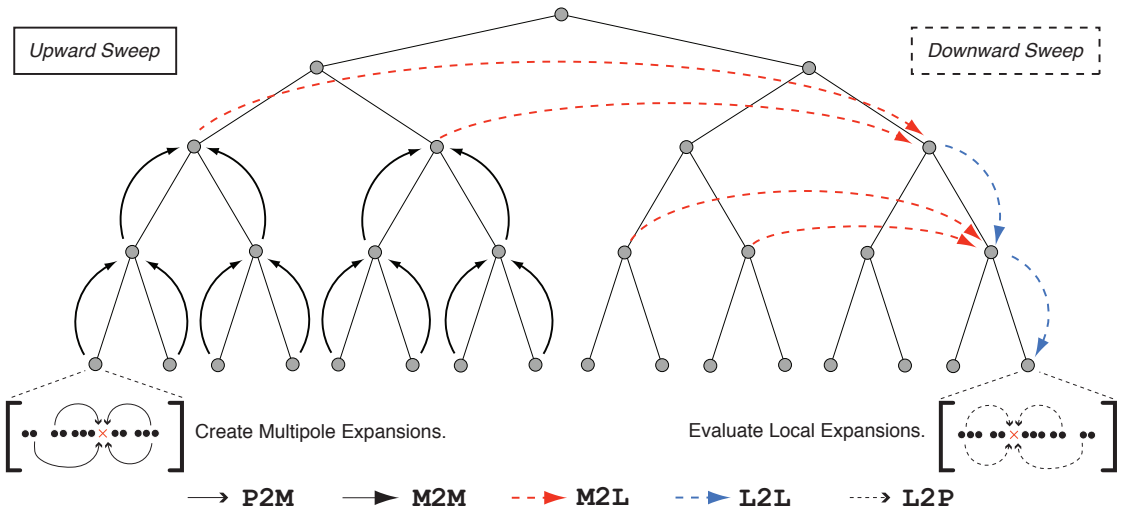 Upward Sweep
Downward Sweep
Create Multipole Expansions.
Evaluate Local Expansions.
P2M M2M M2L L2L L2P